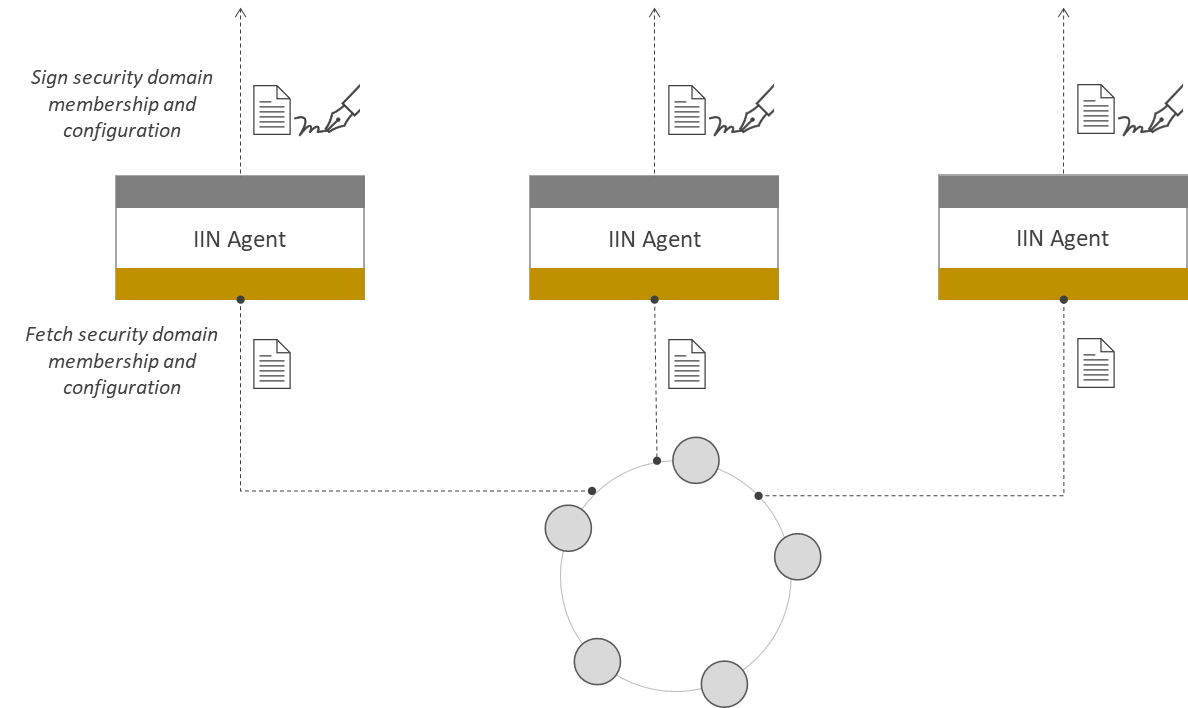 Sign security domain
membership and
configuration
IIN Agent
IIN Agent
IIN Agent
Fetch security domain
membership and
configuration